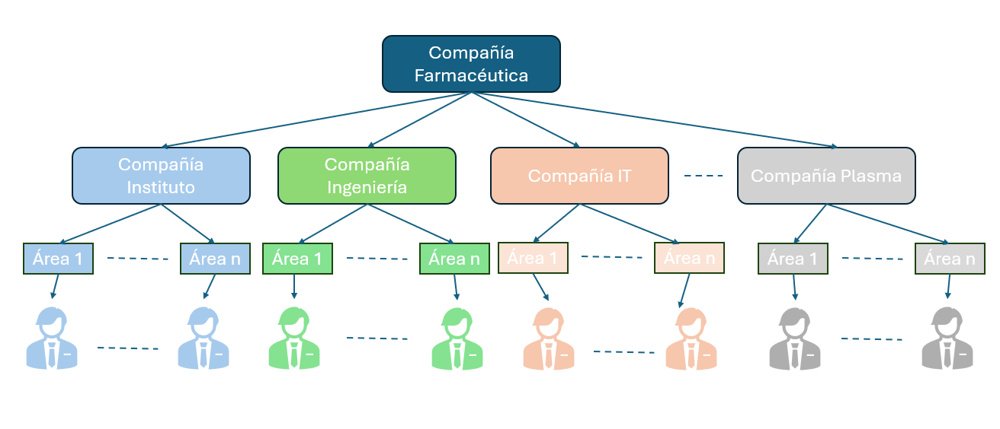 Compañía
Farmacéutica
Compañía
Instituto
Compañía
Ingeniería
Compañía IT
Compañía Plasma
Área 1
Área n
Área 1
Área n
Área 1
Área n
Área 1
Área n